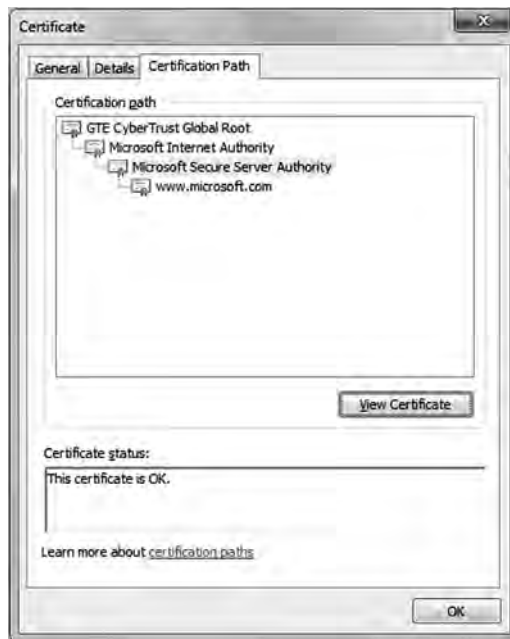 Certificate
General Details Certification Path
Certification path
GTE CyberTrust Global Root
Microsoft Internet Authority
Microsoft Secure Server Authority
www.microsoft.com
View Certificate
Certificate status:
This certificate is OK.
Learn more about certification paths
OK